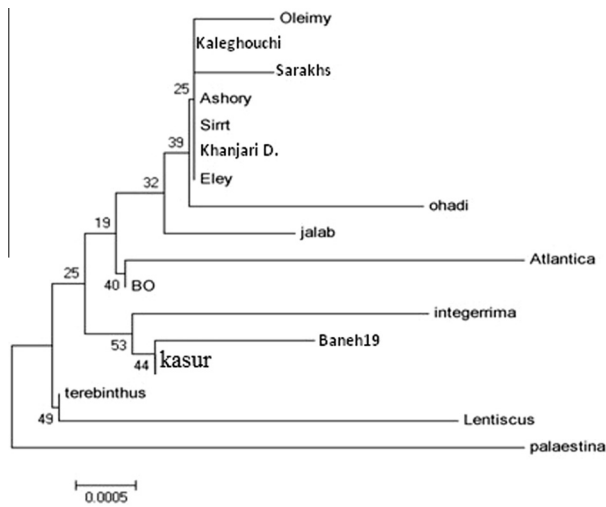 Oleimy
Kaleghouchi
Sarakhs
25
Ashory
Sirrt
39
Khanjari D.
32
Eley
ohadi
19
jalab
Atlantica
25
40 BO
integerrima
53
Baneh19
44 kasur
terebinthus
49
Lentiscus
palaestina
0.0005